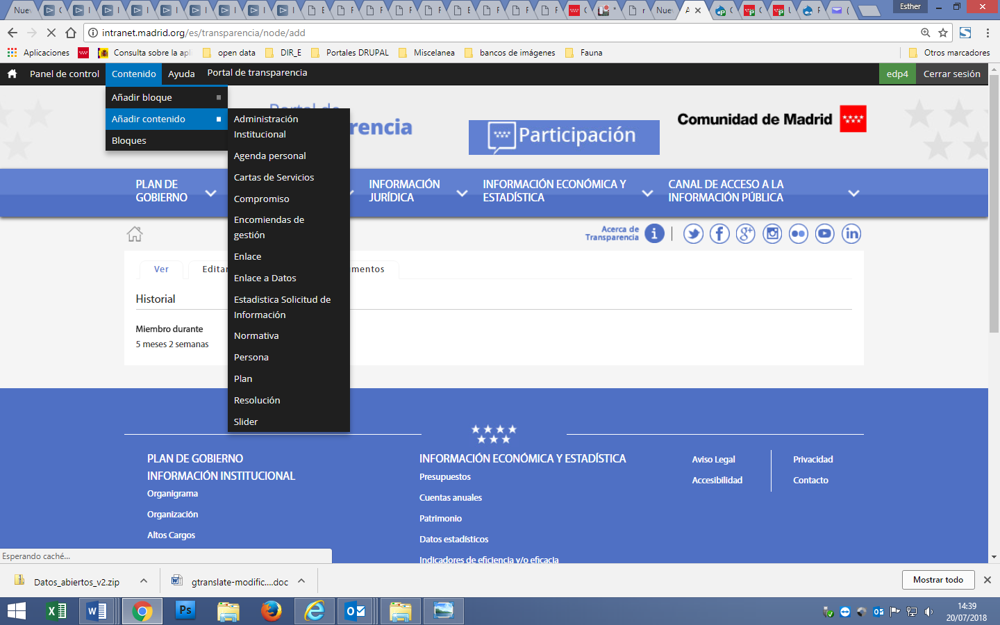 Nuev
Nuev
Esther
intranet.madrid.org/es/transparencia/node/add
Aplicaciones
Consulta sobre la apli
open data
DIR_E
Portales DRUPAL
Miscelanea
bancos de imágenes
Fauna
Otros marcadores
Panel de control
Contenido
Ayuda
Portal de transparencia
edp4
Cerrar sesión
Añadir bloque
Añadir contenido
Bloques
Administración
Institucional
Agenda personal
Cartas de Servicios
Compromiso
Encomiendas de
gestión
Enlace
Enlace a Datos
Estadistica Solicitud de
Información
Normativa
Persona
Plan
Resolución
Slider
Portal de
rencia
Participación
Comunidad de Madrid
PLAN DE
GOBIERNO
INFORMACIÓN
JURÍDICA
INFORMACIÓN ECONÓMICA Y
ESTADÍSTICA
CANAL DE ACCESO A LA
INFORMACIÓN PÚBLICA
Acerca de
Transparencia
Ver
Editar
mentos
Historial
Miembro durante
5 meses 2 semanas
PLAN DE GOBIERNO
INFORMACIÓN INSTITUCIONAL
Organigrama
Organización
Altos Cargos
INFORMACIÓN ECONÓMICA Y ESTADÍSTICA
Presupuestos
Cuentas anuales
Patrimonio
Datos estadísticos
Indicadores de eficiencia y/o eficacia
Aviso Legal
Accesibilidad
Privacidad
Contacto
Esperando caché...
Datos_abiertos_v2.zip
gtranslate-modific....doc
Mostrar todo
14:39
20/07/2018